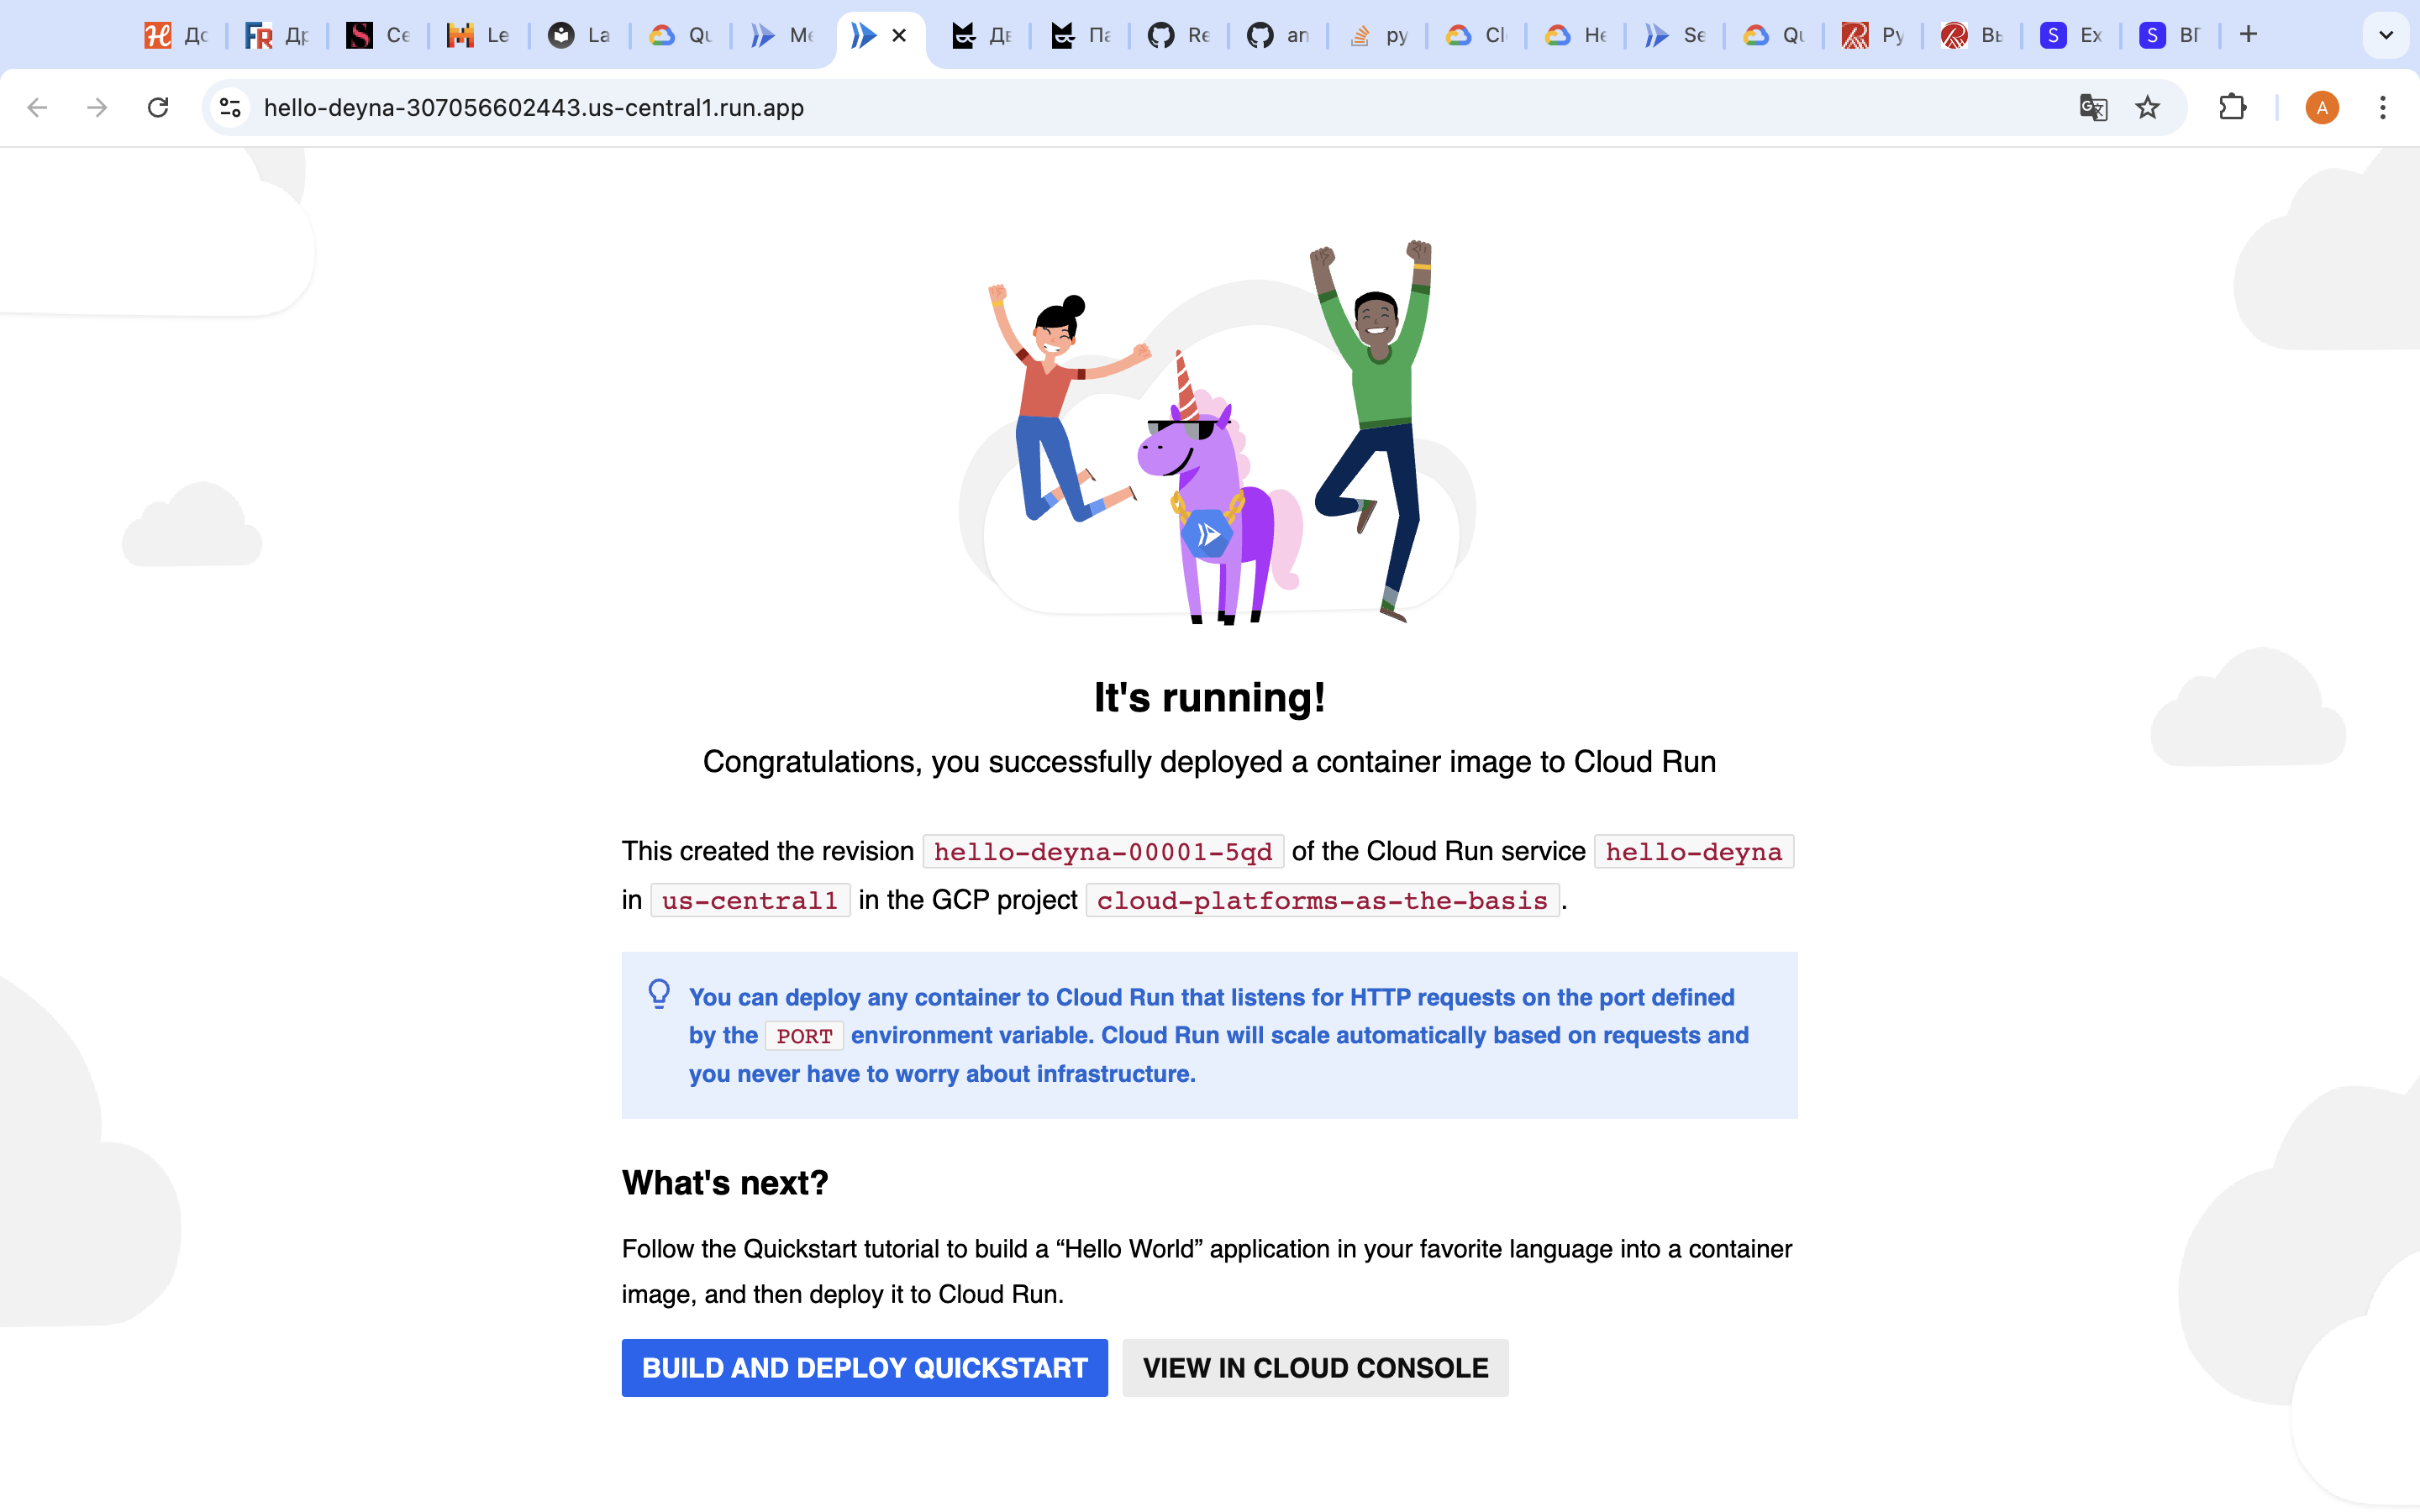 Дс Др Се Le La Qu Ме Дв Па Re an py Cl He Se Qu Ру Вь S Ex S ВГ
hello-deyna-307056602443.us-central1.run.app
A
It's running!
Congratulations, you successfully deployed a container image to Cloud Run
This created the revision hello-deyna-00001-5qd of the Cloud Run service hello-deyna
in us-central1 in the GCP project cloud-platforms-as-the-basis.
You can deploy any container to Cloud Run that listens for HTTP requests on the port defined
by the PORT environment variable. Cloud Run will scale automatically based on requests and
you never have to worry about infrastructure.
What's next?
Follow the Quickstart tutorial to build a “Hello World” application in your favorite language into a container
image, and then deploy it to Cloud Run.
BUILD AND DEPLOY QUICKSTART VIEW IN CLOUD CONSOLE